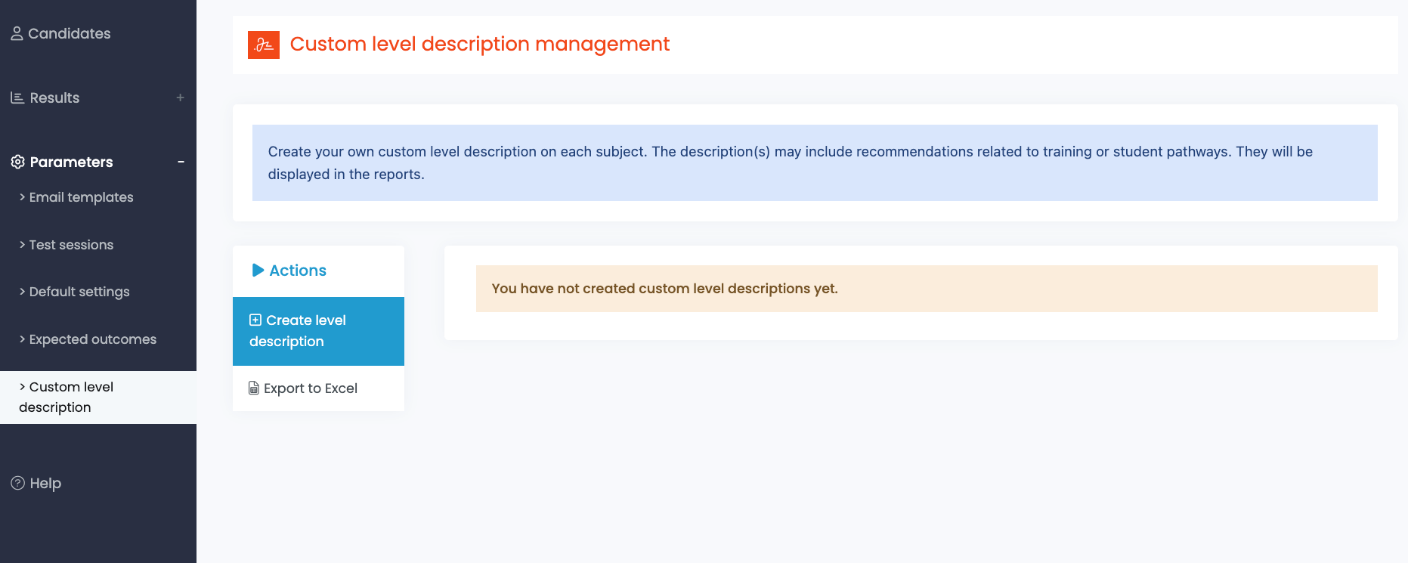 Candidates
Results +
Parameters -
> Email templates
> Test sessions
> Default settings
> Expected outcomes
> Custom level
description
Help
Custom level description management
Create your own custom level description on each subject. The description(s) may include recommendations related to training or student pathways. They will be
displayed in the reports.
Actions
Create level
description
Export to Excel
You have not created custom level descriptions yet.